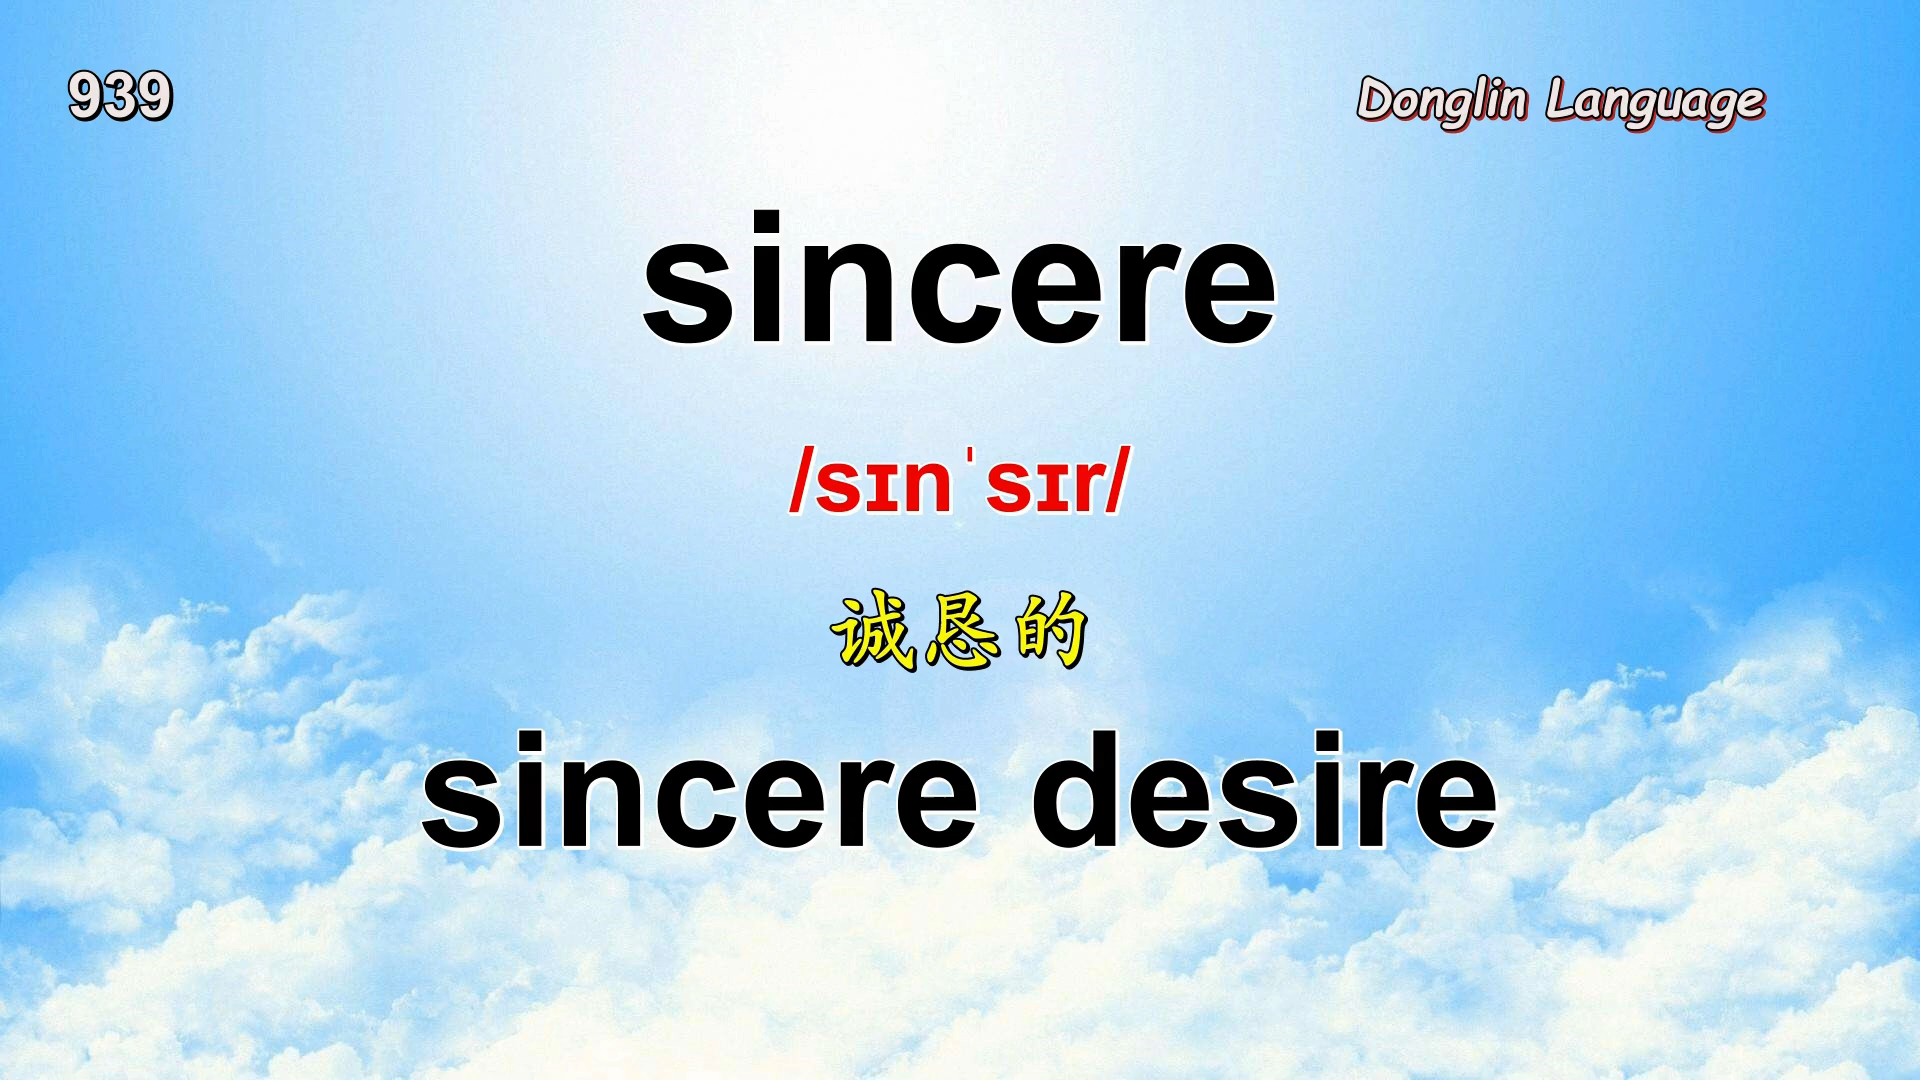 939
Donglin Language
sincere
/sɪnˈsɪr/
诚恳的
sincere desire